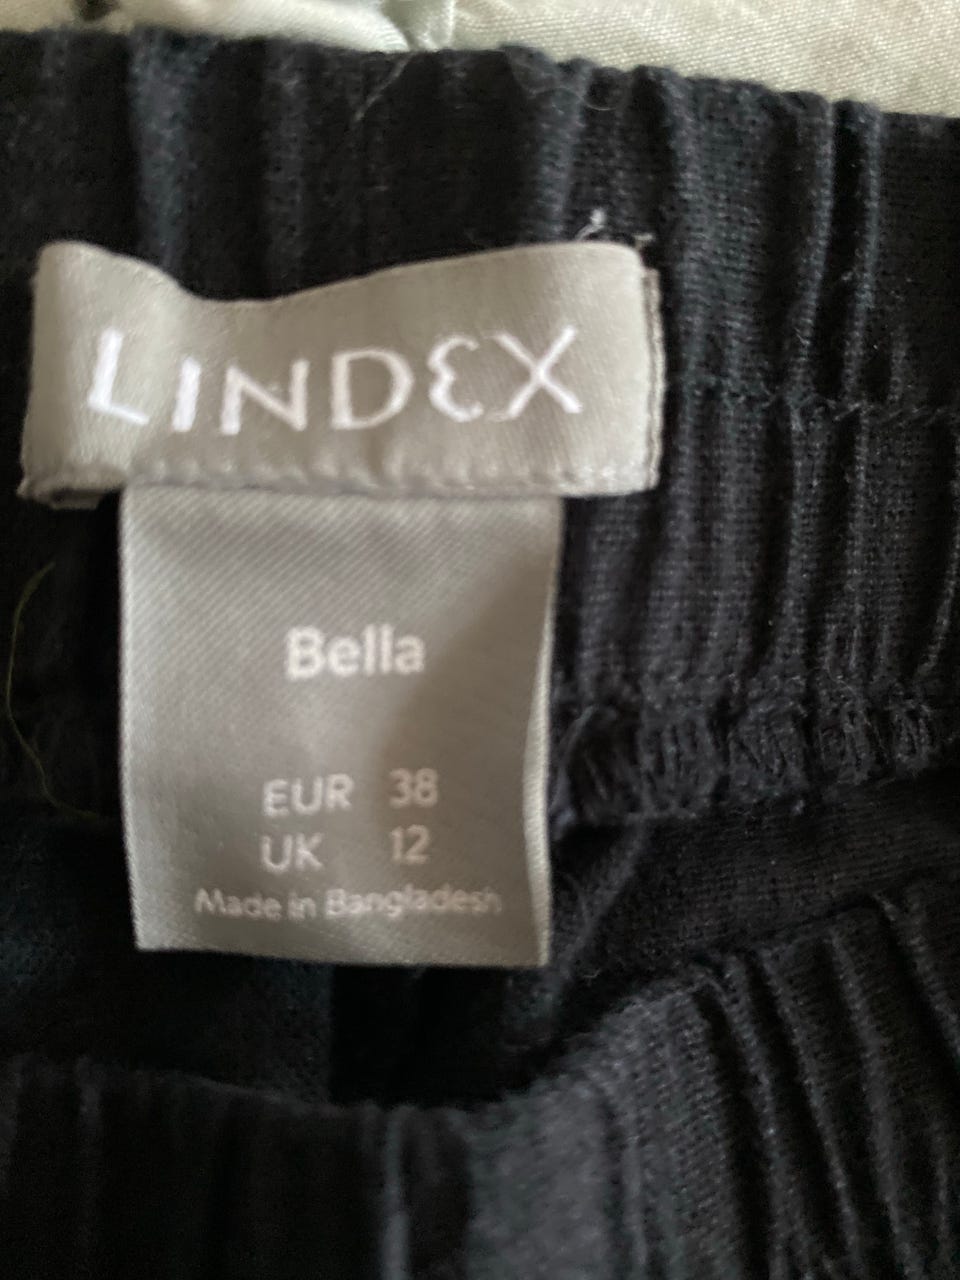 LINDEX
Bella
EUR 38
UK 12
Made in Bangladesh